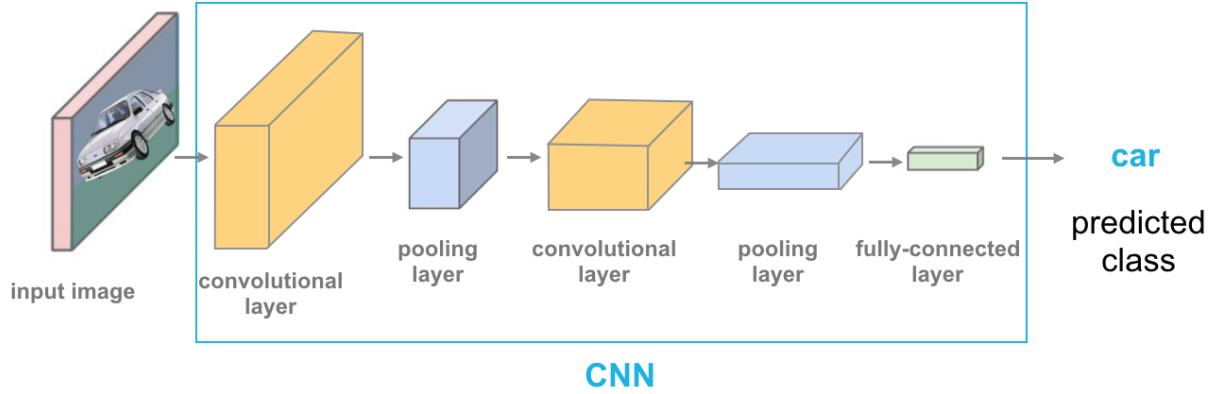 input image
convolutional
layer
pooling
layer
convolutional
layer
pooling
layer
fully-connected
layer
car
predicted
class
CNN